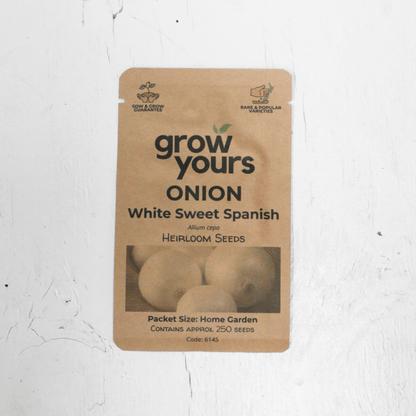 SOW & GROW
GUARANTEE
RARE & POPULAR
VARIETIES
grow
yours
ONION
White Sweet Spanish
Allium cepa
HEIRLOOM SEEDS
Packet Size: Home Garden
CONTAINS APPROX. 250 SEEDS
Code: 6145